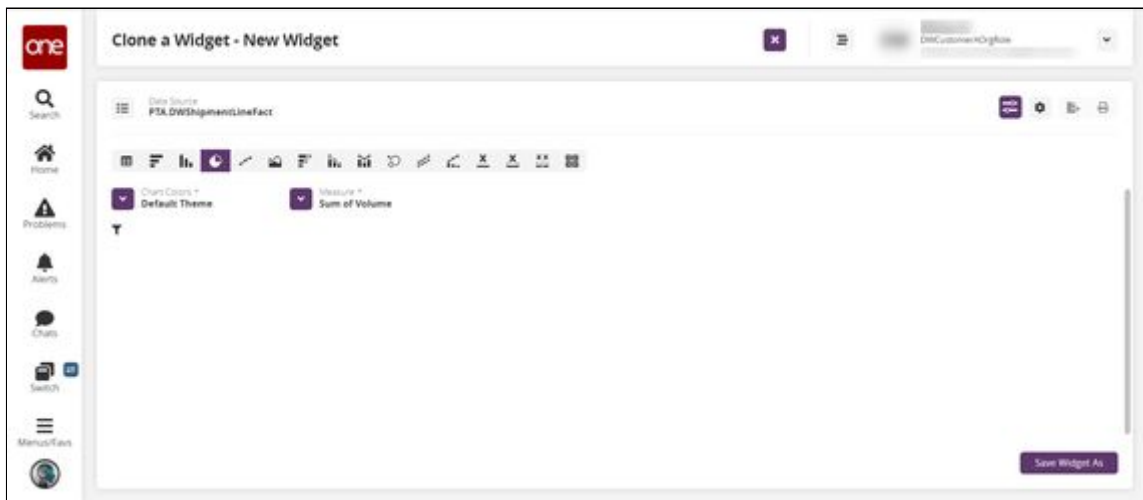 one
Clone a Widget - New Widget
Search
Data Source
PTA.DWShipmentLineFact
Home
Chart Colors *
Default Theme
Measure *
Sum of Volume
Problems
Alerts
Chats
Switch
Menus/Favs
Save Widget As